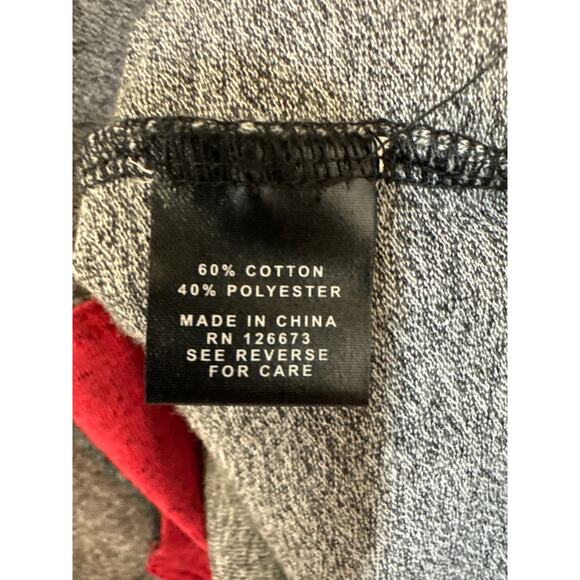 60% COTTON
40% POLYESTER
MADE IN CHINA
RN 126673
SEE REVERSE
FOR CARE